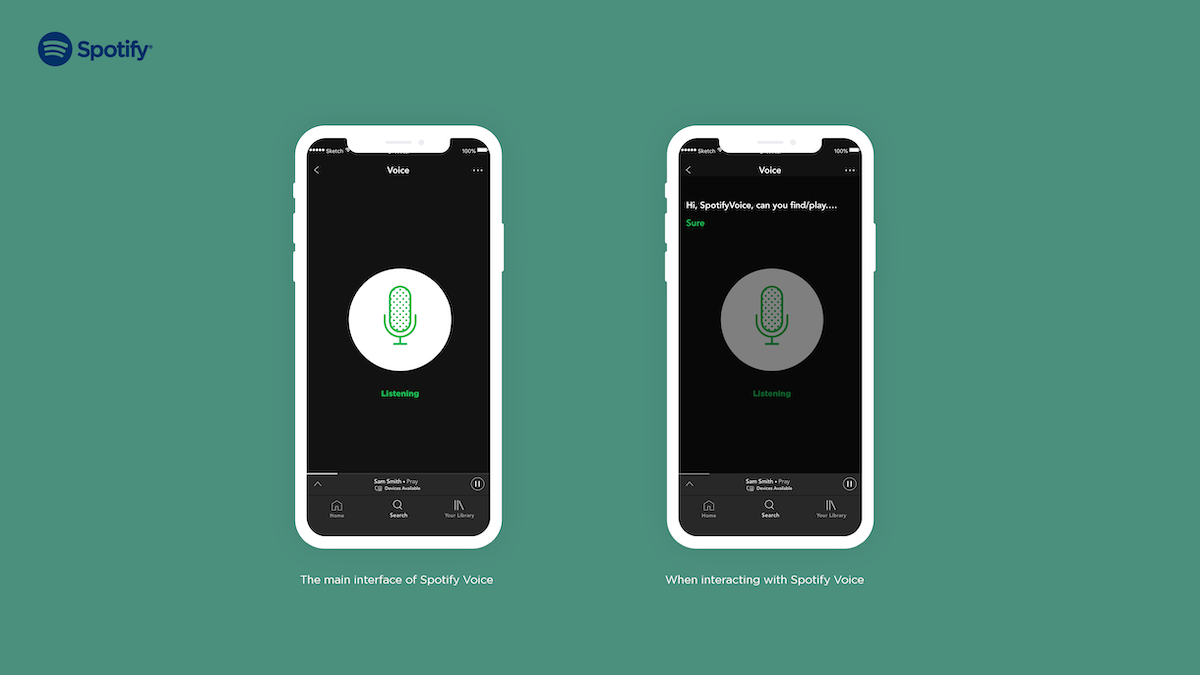 Spotify
Sketch
100%
Voice
Listening
Sam Smith • Pray
Devices Available
Home
Search
Your Library
The main interface of Spotify Voice
Sketch
100%
Voice
Hi, SpotifyVoice, can you find/play....
Sure
Listening
Sam Smith • Pray
Devices Available
Home
Search
Your Library
When interacting with Spotify Voice